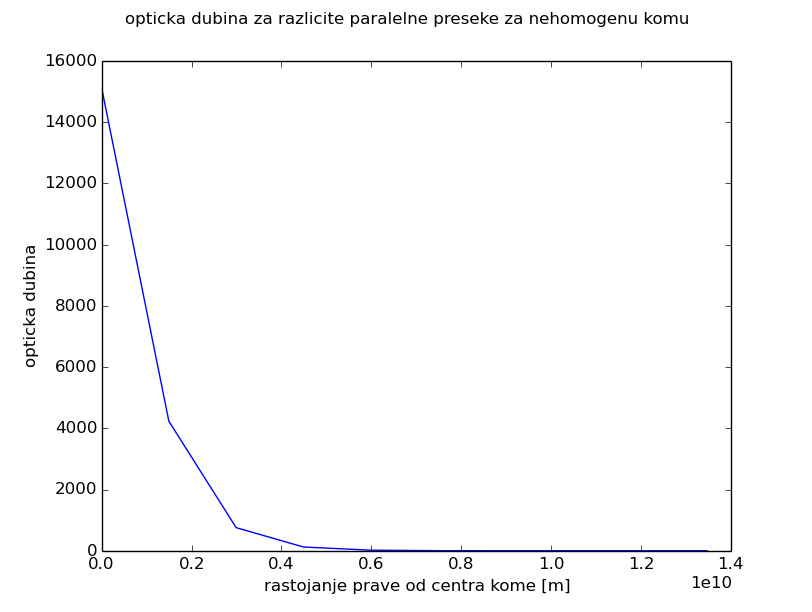 opticka dubina za razlicite paralelne preseke za nehomogenu komu
16000
14000
12000
10000
8000
6000
4000
2000
0
opticka dubina
0.0 0.2 0.4 0.6 0.8 1.0 1.2 1.4
1e10
rastojanje prave od centra kome [m]